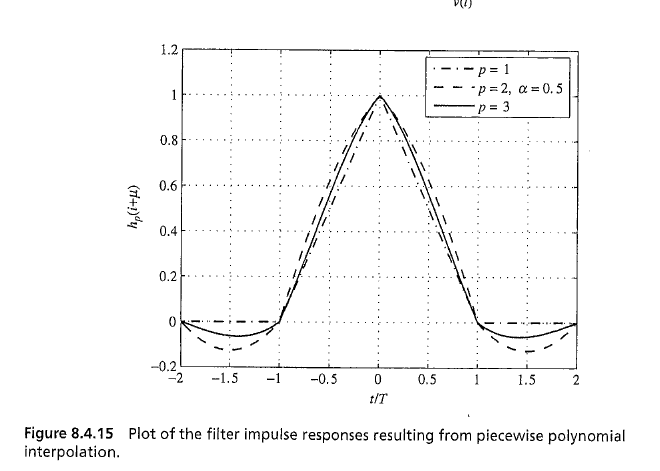 v(l)
1.2
1
0.8
0.6
0.4
0.2
0
−0.2
h_p(i+μ)
p = 1
p = 2, α = 0.5
p = 3
−2 −1.5 −1 −0.5 0 0.5 1 1.5 2
t/T
Figure 8.4.15 Plot of the filter impulse responses resulting from piecewise polynomial
interpolation.